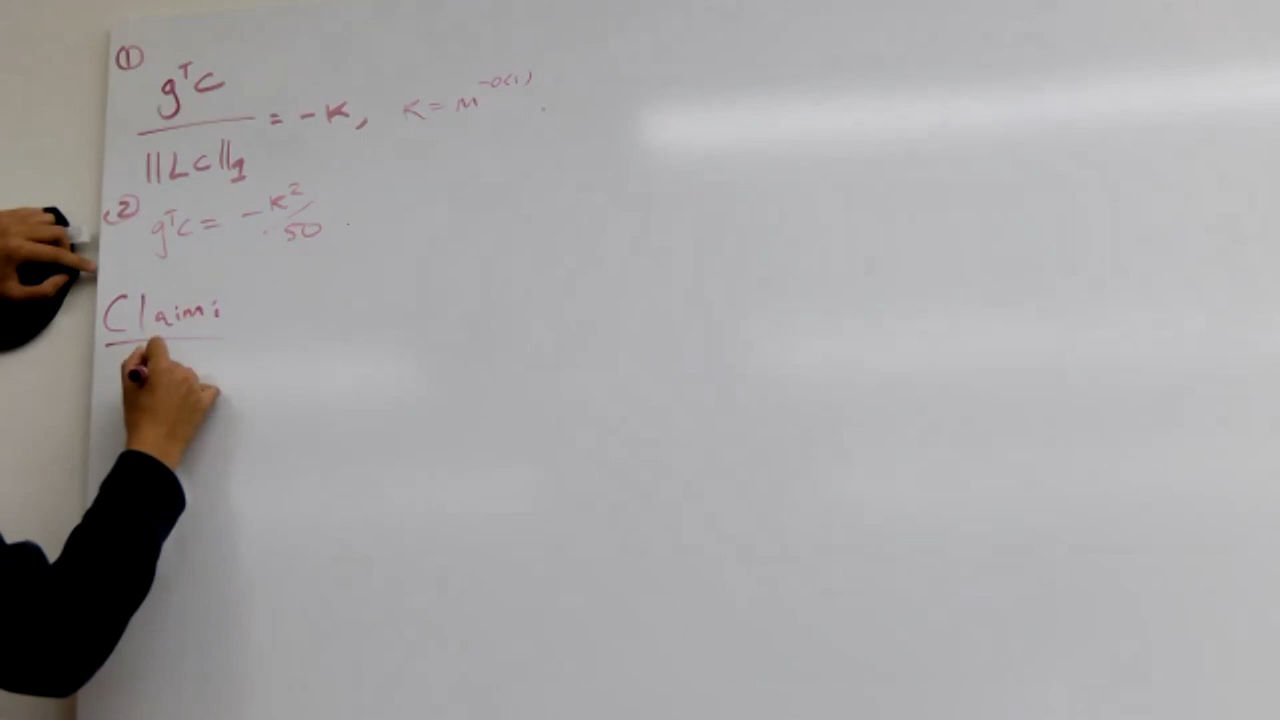 ①
gᵀc / ||Lc||₁ = -κ, κ = m^{-o(1)}.
② gᵀc = -κ²/50.
Claim: